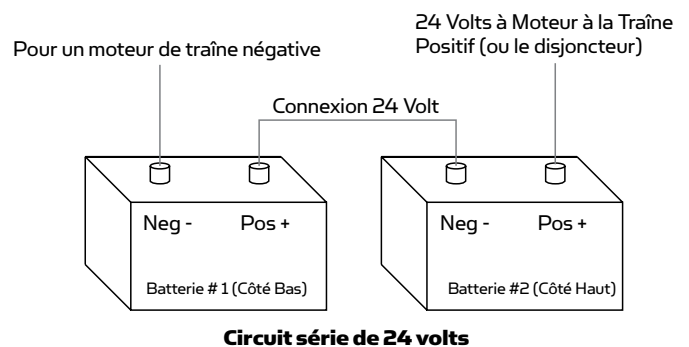 24 Volts à Moteur à la Traîne
Positif (ou le disjoncteur)
Pour un moteur de traîne négative
Connexion 24 Volt
Neg -
Pos +
Neg -
Pos +
Batterie # 1 (Côté Bas)
Batterie #2 (Côté Haut)
Circuit série de 24 volts